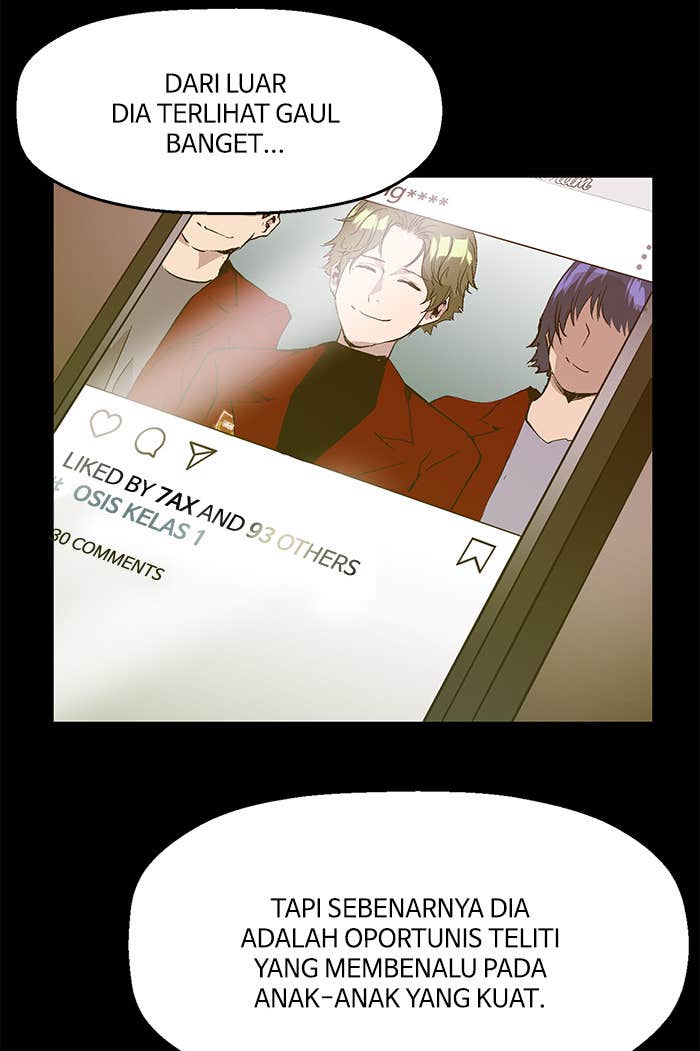 DARI LUAR
DIA TERLIHAT GAUL
BANGET...
ng****
LIKED BY 7AX AND 93 OTHERS
# OSIS KELAS 1
30 COMMENTS
TAPI SEBENARNYA DIA
ADALAH OPORTUNIS TELITI
YANG MEMBENALU PADA
ANAK-ANAK YANG KUAT.